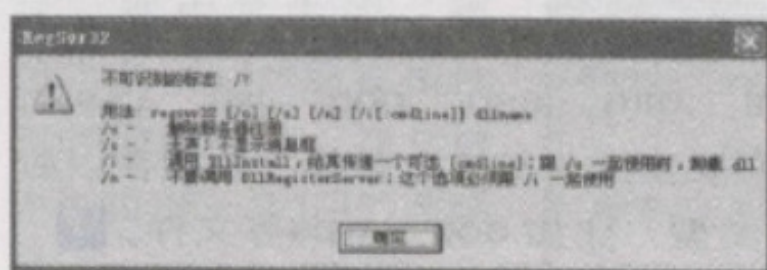 RegSvr32
不可识别的标志 /?
用法 regsvr32 [/u] [/s] [/n] [/i[:cmdline]] dllname
/u - 解除服务器注册
/s - 无声；不显示消息框
/i - 调用 DllInstall，给其传递一个可选 [cmdline]；跟 /u 一起使用时，卸载 dll
/n - 不要调用 DllRegisterServer；这个选项必须跟 /i 一起使用
确定